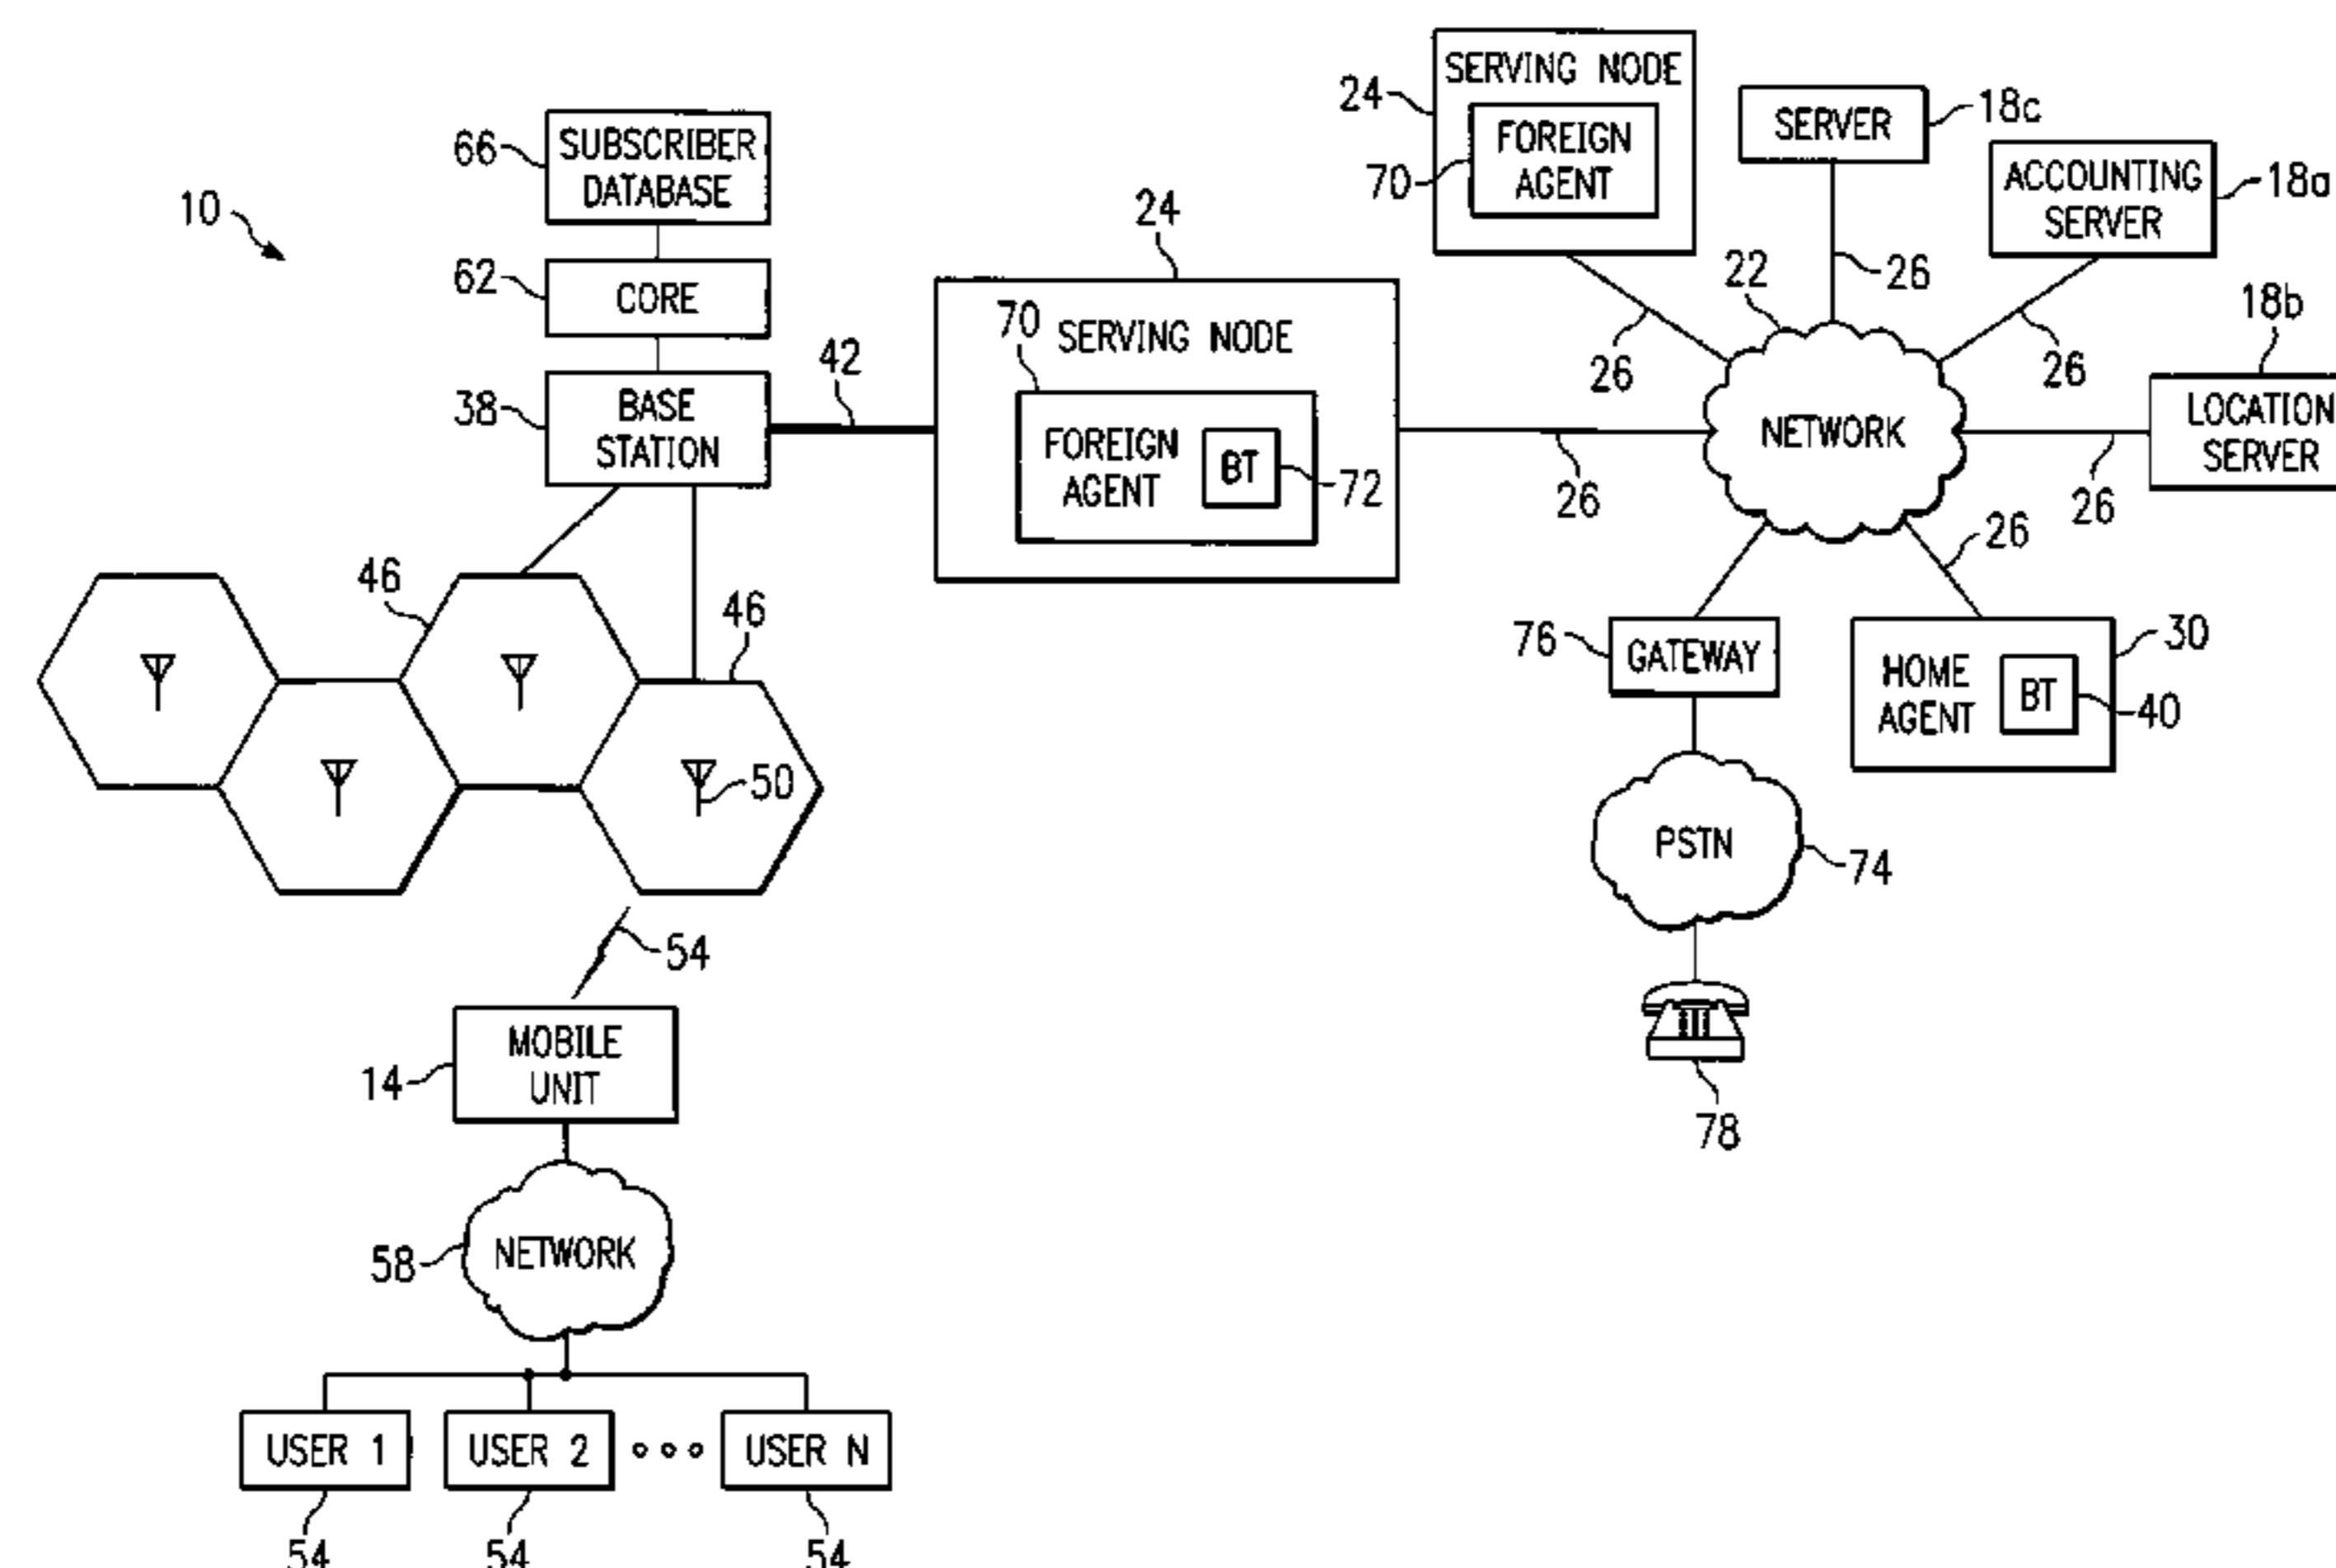 10
66
SUBSCRIBER
DATABASE
62
CORE
38
BASE
STATION
42
24
70
SERVING NODE
FOREIGN
AGENT
BT
72
24
SERVING NODE
70
FOREIGN
AGENT
SERVER
18c
ACCOUNTING
SERVER
18a
18b
LOCATION
SERVER
22
NETWORK
26
26
26
26
26
26
76
GATEWAY
HOME
AGENT
BT
30
40
PSTN
74
78
46
46
50
54
14
MOBILE
UNIT
58
NETWORK
USER 1
USER 2
USER N
54
54
54